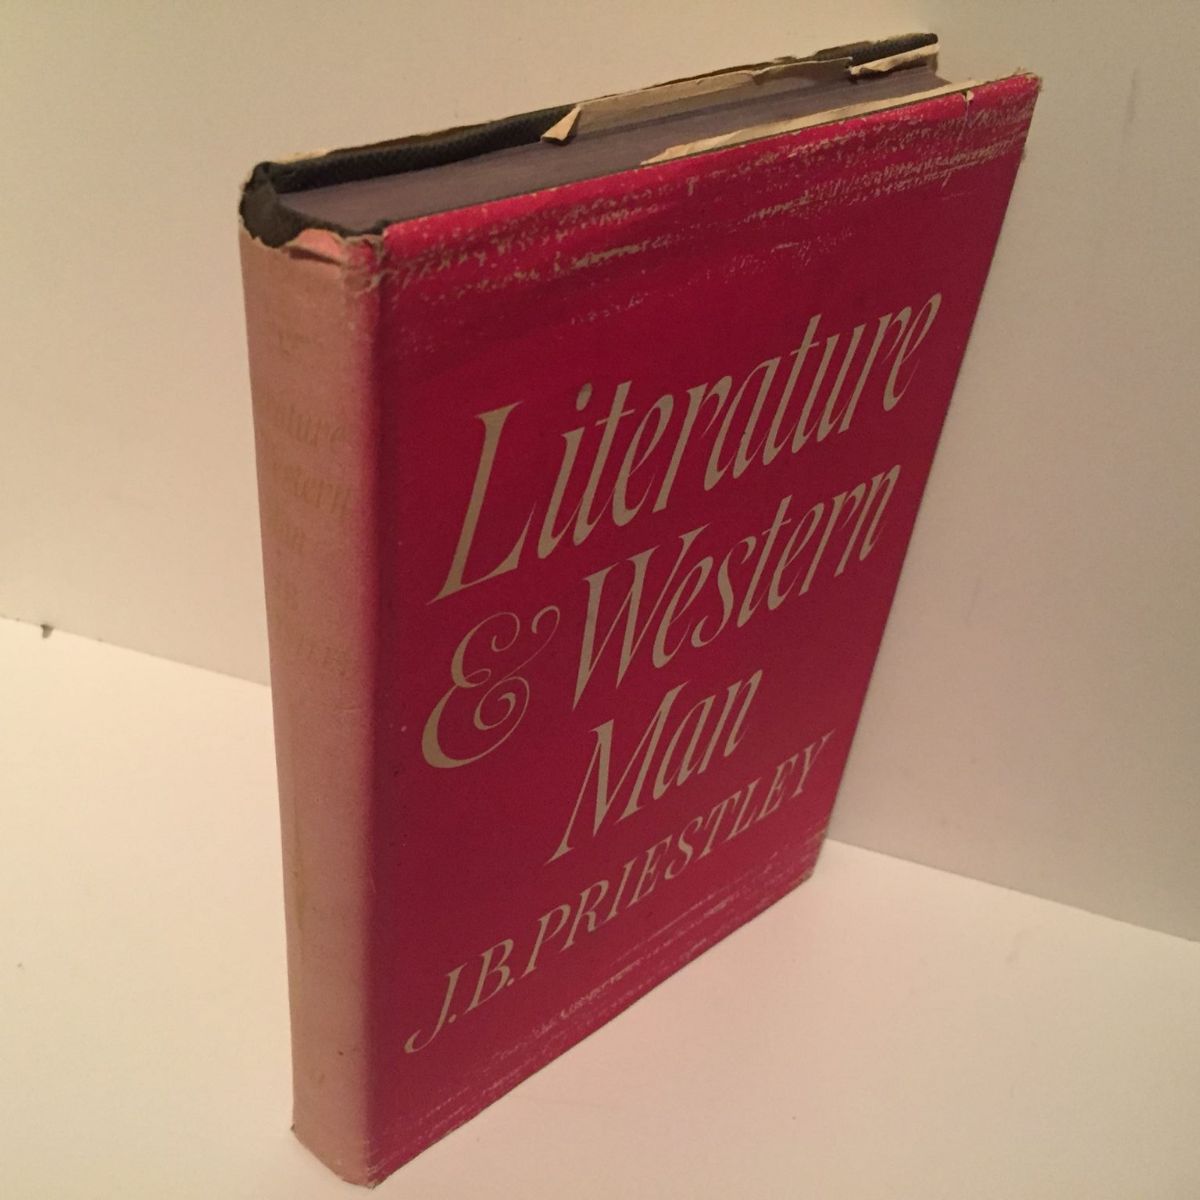 Literature
& Western
Man
J.B. PRIESTLEY